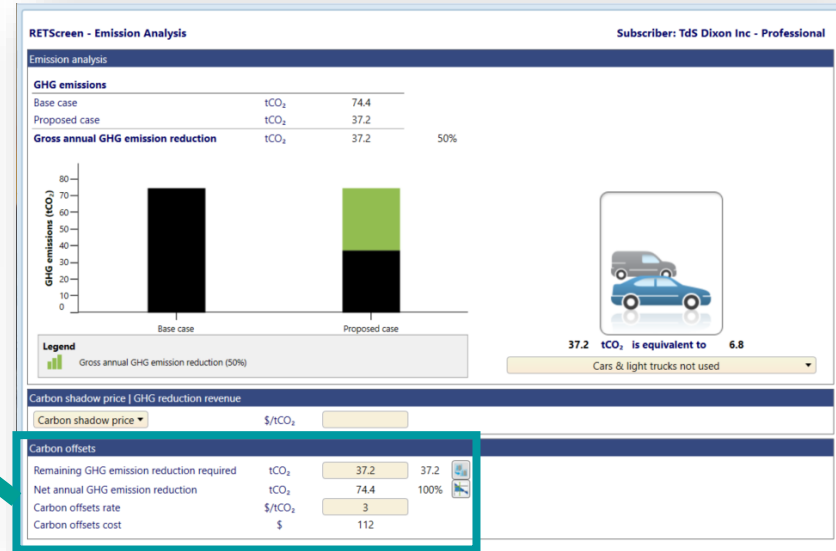 RETScreen - Emission Analysis Subscriber: TdS Dixon Inc - Professional
Emission analysis
GHG emissions
Base case tCO₂ 74.4
Proposed case tCO₂ 37.2
Gross annual GHG emission reduction tCO₂ 37.2 50%
GHG emissions (tCO₂)
80
70
60
50
40
30
20
10
0
Base case Proposed case
Legend
Gross annual GHG emission reduction (50%)
37.2 tCO₂ is equivalent to 6.8
Cars & light trucks not used
Carbon shadow price | GHG reduction revenue
Carbon shadow price $/tCO₂
Carbon offsets
Remaining GHG emission reduction required tCO₂ 37.2 37.2
Net annual GHG emission reduction tCO₂ 74.4 100%
Carbon offsets rate $/tCO₂ 3
Carbon offsets cost $ 112